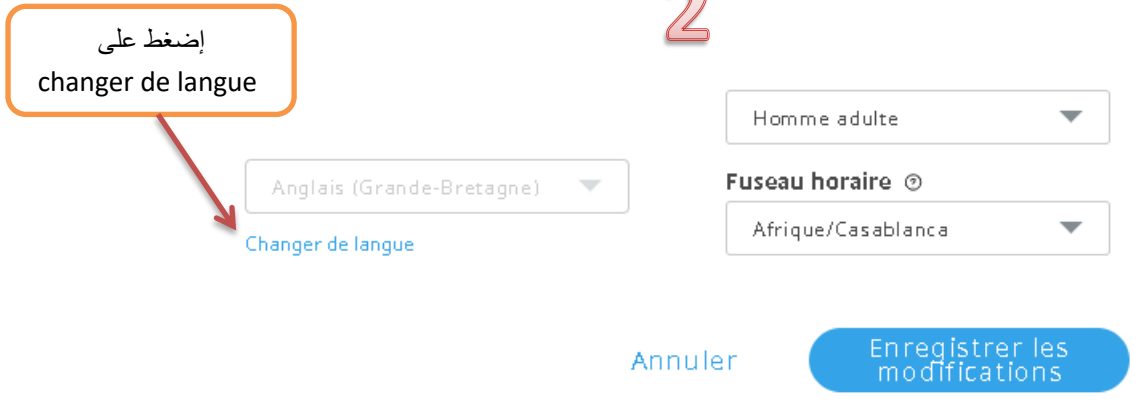 2
إضغط على
changer de langue
Homme adulte
Anglais (Grande-Bretagne)
Fuseau horaire
Afrique/Casablanca
Changer de langue
Annuler
Enregistrer les
modifications